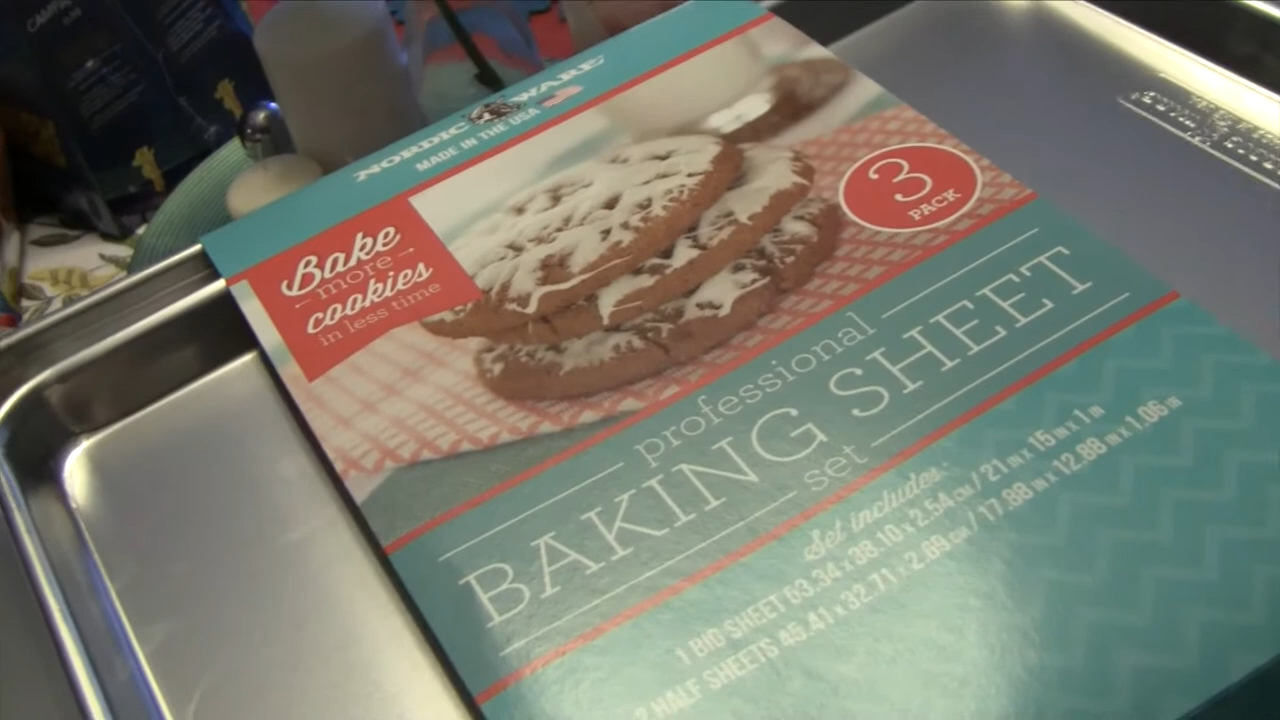 NORDIC WARE
MADE IN THE USA
Bake
more
cookies
in less time
3
PACK
professional
BAKING SHEET
set
Set includes:
1 BIG SHEET 53.34 x 38.10 x 2.54 CM / 21 IN x 15 IN x 1 IN
2 HALF SHEETS 45.41 x 32.71 x 2.69 CM / 17.88 IN x 12.88 IN x 1.06 IN